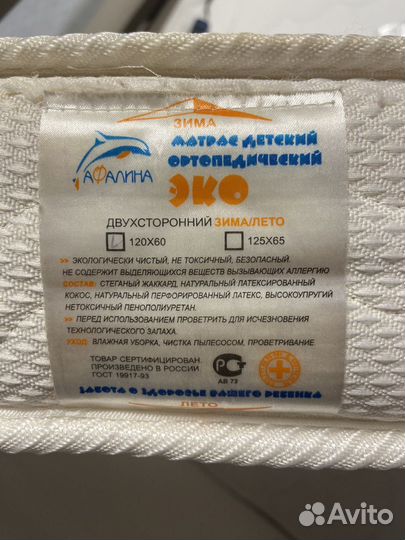 ЗИМА
МАТРАС ДЕТСКИЙ
ОРТОПЕДИЧЕСКИЙ
АФАЛИНА
ЭКО
ДВУХСТОРОННИЙ ЗИМА/ЛЕТО
120X60 125X65
>> ЭКОЛОГИЧЕСКИ ЧИСТЫЙ, НЕ ТОКСИЧНЫЙ, БЕЗОПАСНЫЙ.
НЕ СОДЕРЖИТ ВЫДЕЛЯЮЩИХСЯ ВЕЩЕСТВ ВЫЗЫВАЮЩИХ АЛЛЕРГИЮ
СОСТАВ: СТЕГАНЫЙ ЖАККАРД, НАТУРАЛЬНЫЙ ЛАТЕКСИРОВАННЫЙ
КОКОС, НАТУРАЛЬНЫЙ ПЕРФОРИРОВАННЫЙ ЛАТЕКС, ВЫСОКОУПРУГИЙ
НЕТОКСИЧНЫЙ ПЕНОПОЛИУРЕТАН.
>> ПЕРЕД ИСПОЛЬЗОВАНИЕМ ПРОВЕТРИТЬ ДЛЯ ИСЧЕЗНОВЕНИЯ
ТЕХНОЛОГИЧЕСКОГО ЗАПАХА.
УХОД: ВЛАЖНАЯ УБОРКА, ЧИСТКА ПЫЛЕСОСОМ, ПРОВЕТРИВАНИЕ.
ТОВАР СЕРТИФИЦИРОВАН.
ПРОИЗВЕДЕНО В РОССИИ
ГОСТ 19917-93
АВ 73
ЗАБОТА О ЗДОРОВЬЕ ВАШЕГО РЕБЕНКА
ЛЕТО
Avito